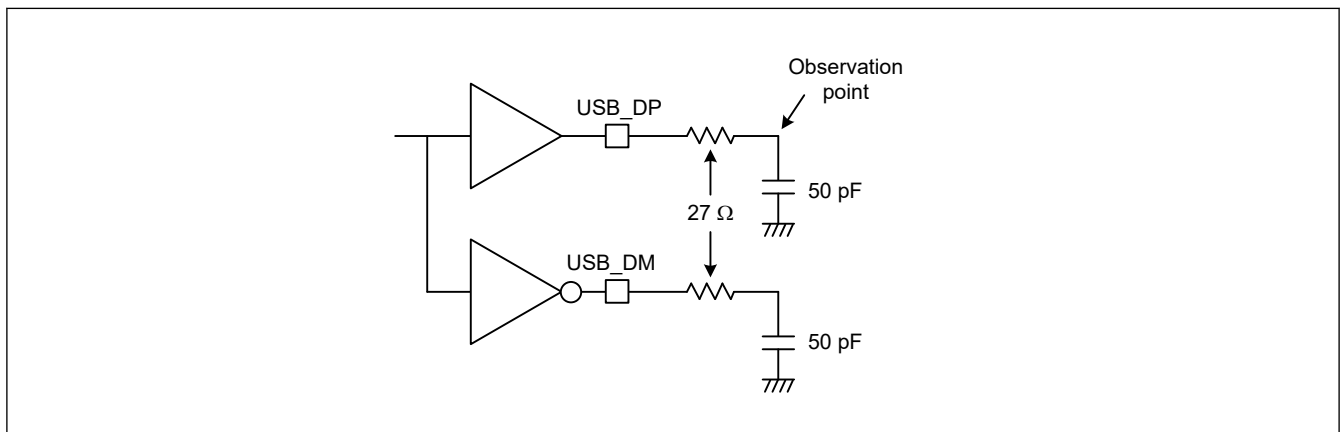 Observation
point
USB_DP
50 pF
27 Ω
USB_DM
50 pF